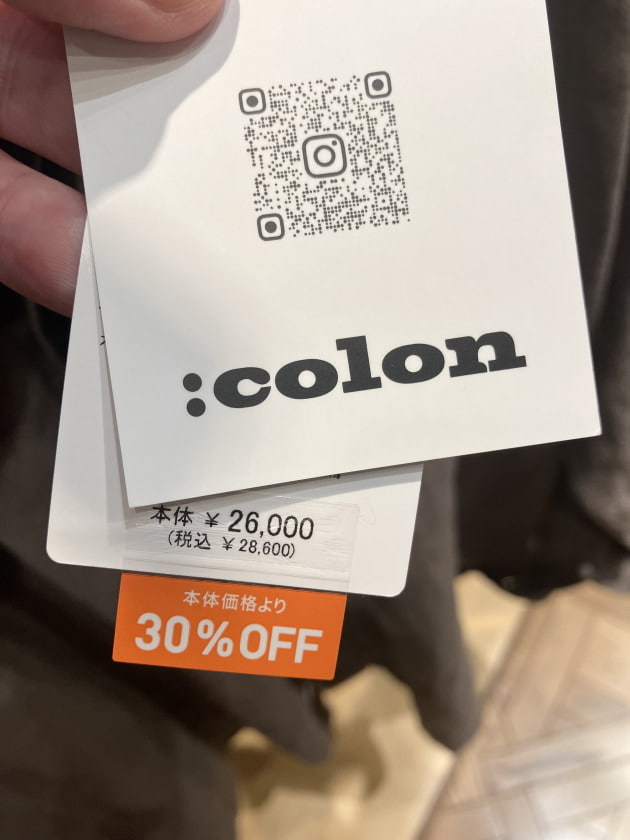 :colon
本体 ¥ 26,000
(税込 ¥ 28,600)
本体価格より
30%OFF